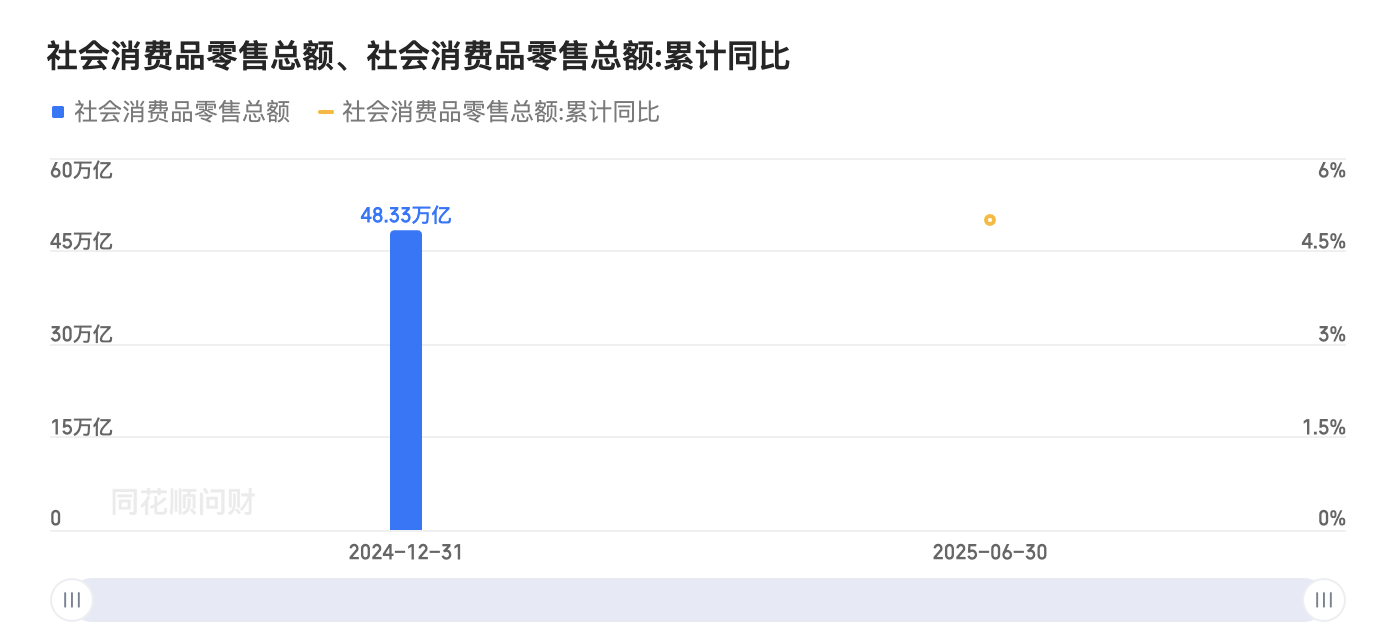 社会消费品零售总额、社会消费品零售总额:累计同比
社会消费品零售总额 社会消费品零售总额:累计同比
60万亿 6%
48.33万亿
45万亿 4.5%
30万亿 3%
15万亿 1.5%
同花顺问财
0 0%
2024-12-31 2025-06-30